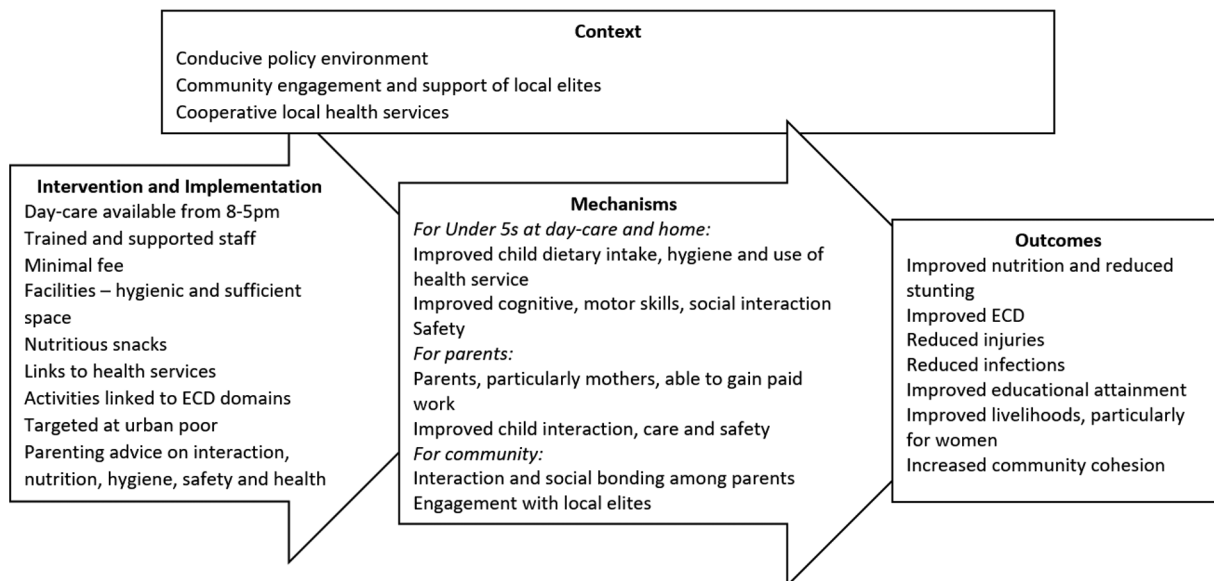 Context
Conducive policy environment
Community engagement and support of local elites
Cooperative local health services
Intervention and Implementation
Day-care available from 8-5pm
Trained and supported staff
Minimal fee
Facilities – hygienic and sufficient
space
Nutritious snacks
Links to health services
Activities linked to ECD domains
Targeted at urban poor
Parenting advice on interaction,
nutrition, hygiene, safety and health
Mechanisms
For Under 5s at day-care and home:
Improved child dietary intake, hygiene and use of
health service
Improved cognitive, motor skills, social interaction
Safety
For parents:
Parents, particularly mothers, able to gain paid
work
Improved child interaction, care and safety
For community:
Interaction and social bonding among parents
Engagement with local elites
Outcomes
Improved nutrition and reduced
stunting
Improved ECD
Reduced injuries
Reduced infections
Improved educational attainment
Improved livelihoods, particularly
for women
Increased community cohesion